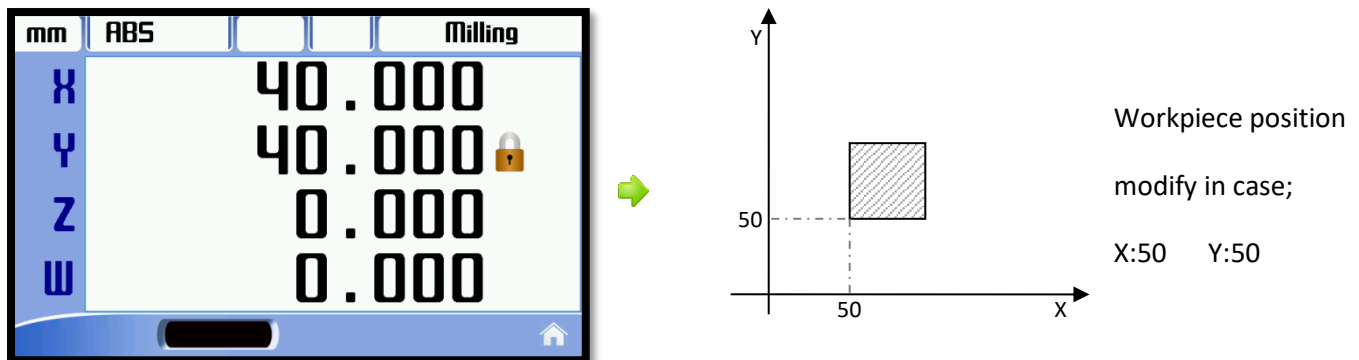 mm ABS Milling
X 40.000
Y 40.000
Z 0.000
W 0.000
Y
50
50
X
Workpiece position
modify in case;
X:50 Y:50